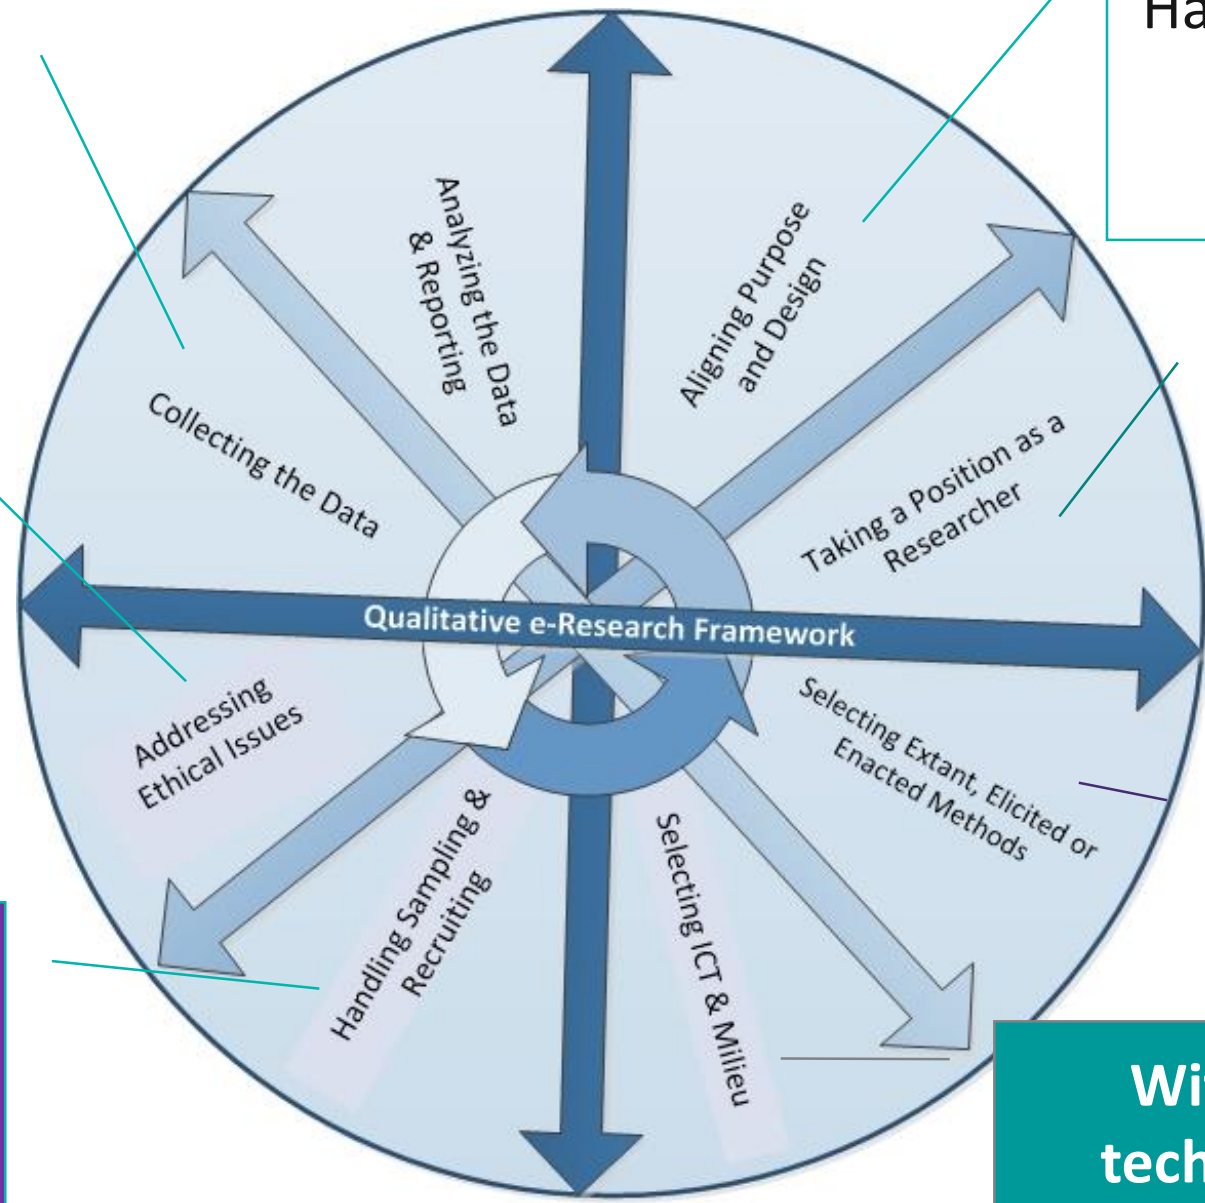 Ha
Analyzing the Data
& Reporting
Aligning Purpose
and Design
Collecting the Data
Taking a Position as a
Researcher
Qualitative e-Research Framework
Addressing
Ethical Issues
Selecting Extant, Elicited or
Enacted Methods
Handling Sampling &
Recruiting
Selecting ICT & Milieu
Wi
tech